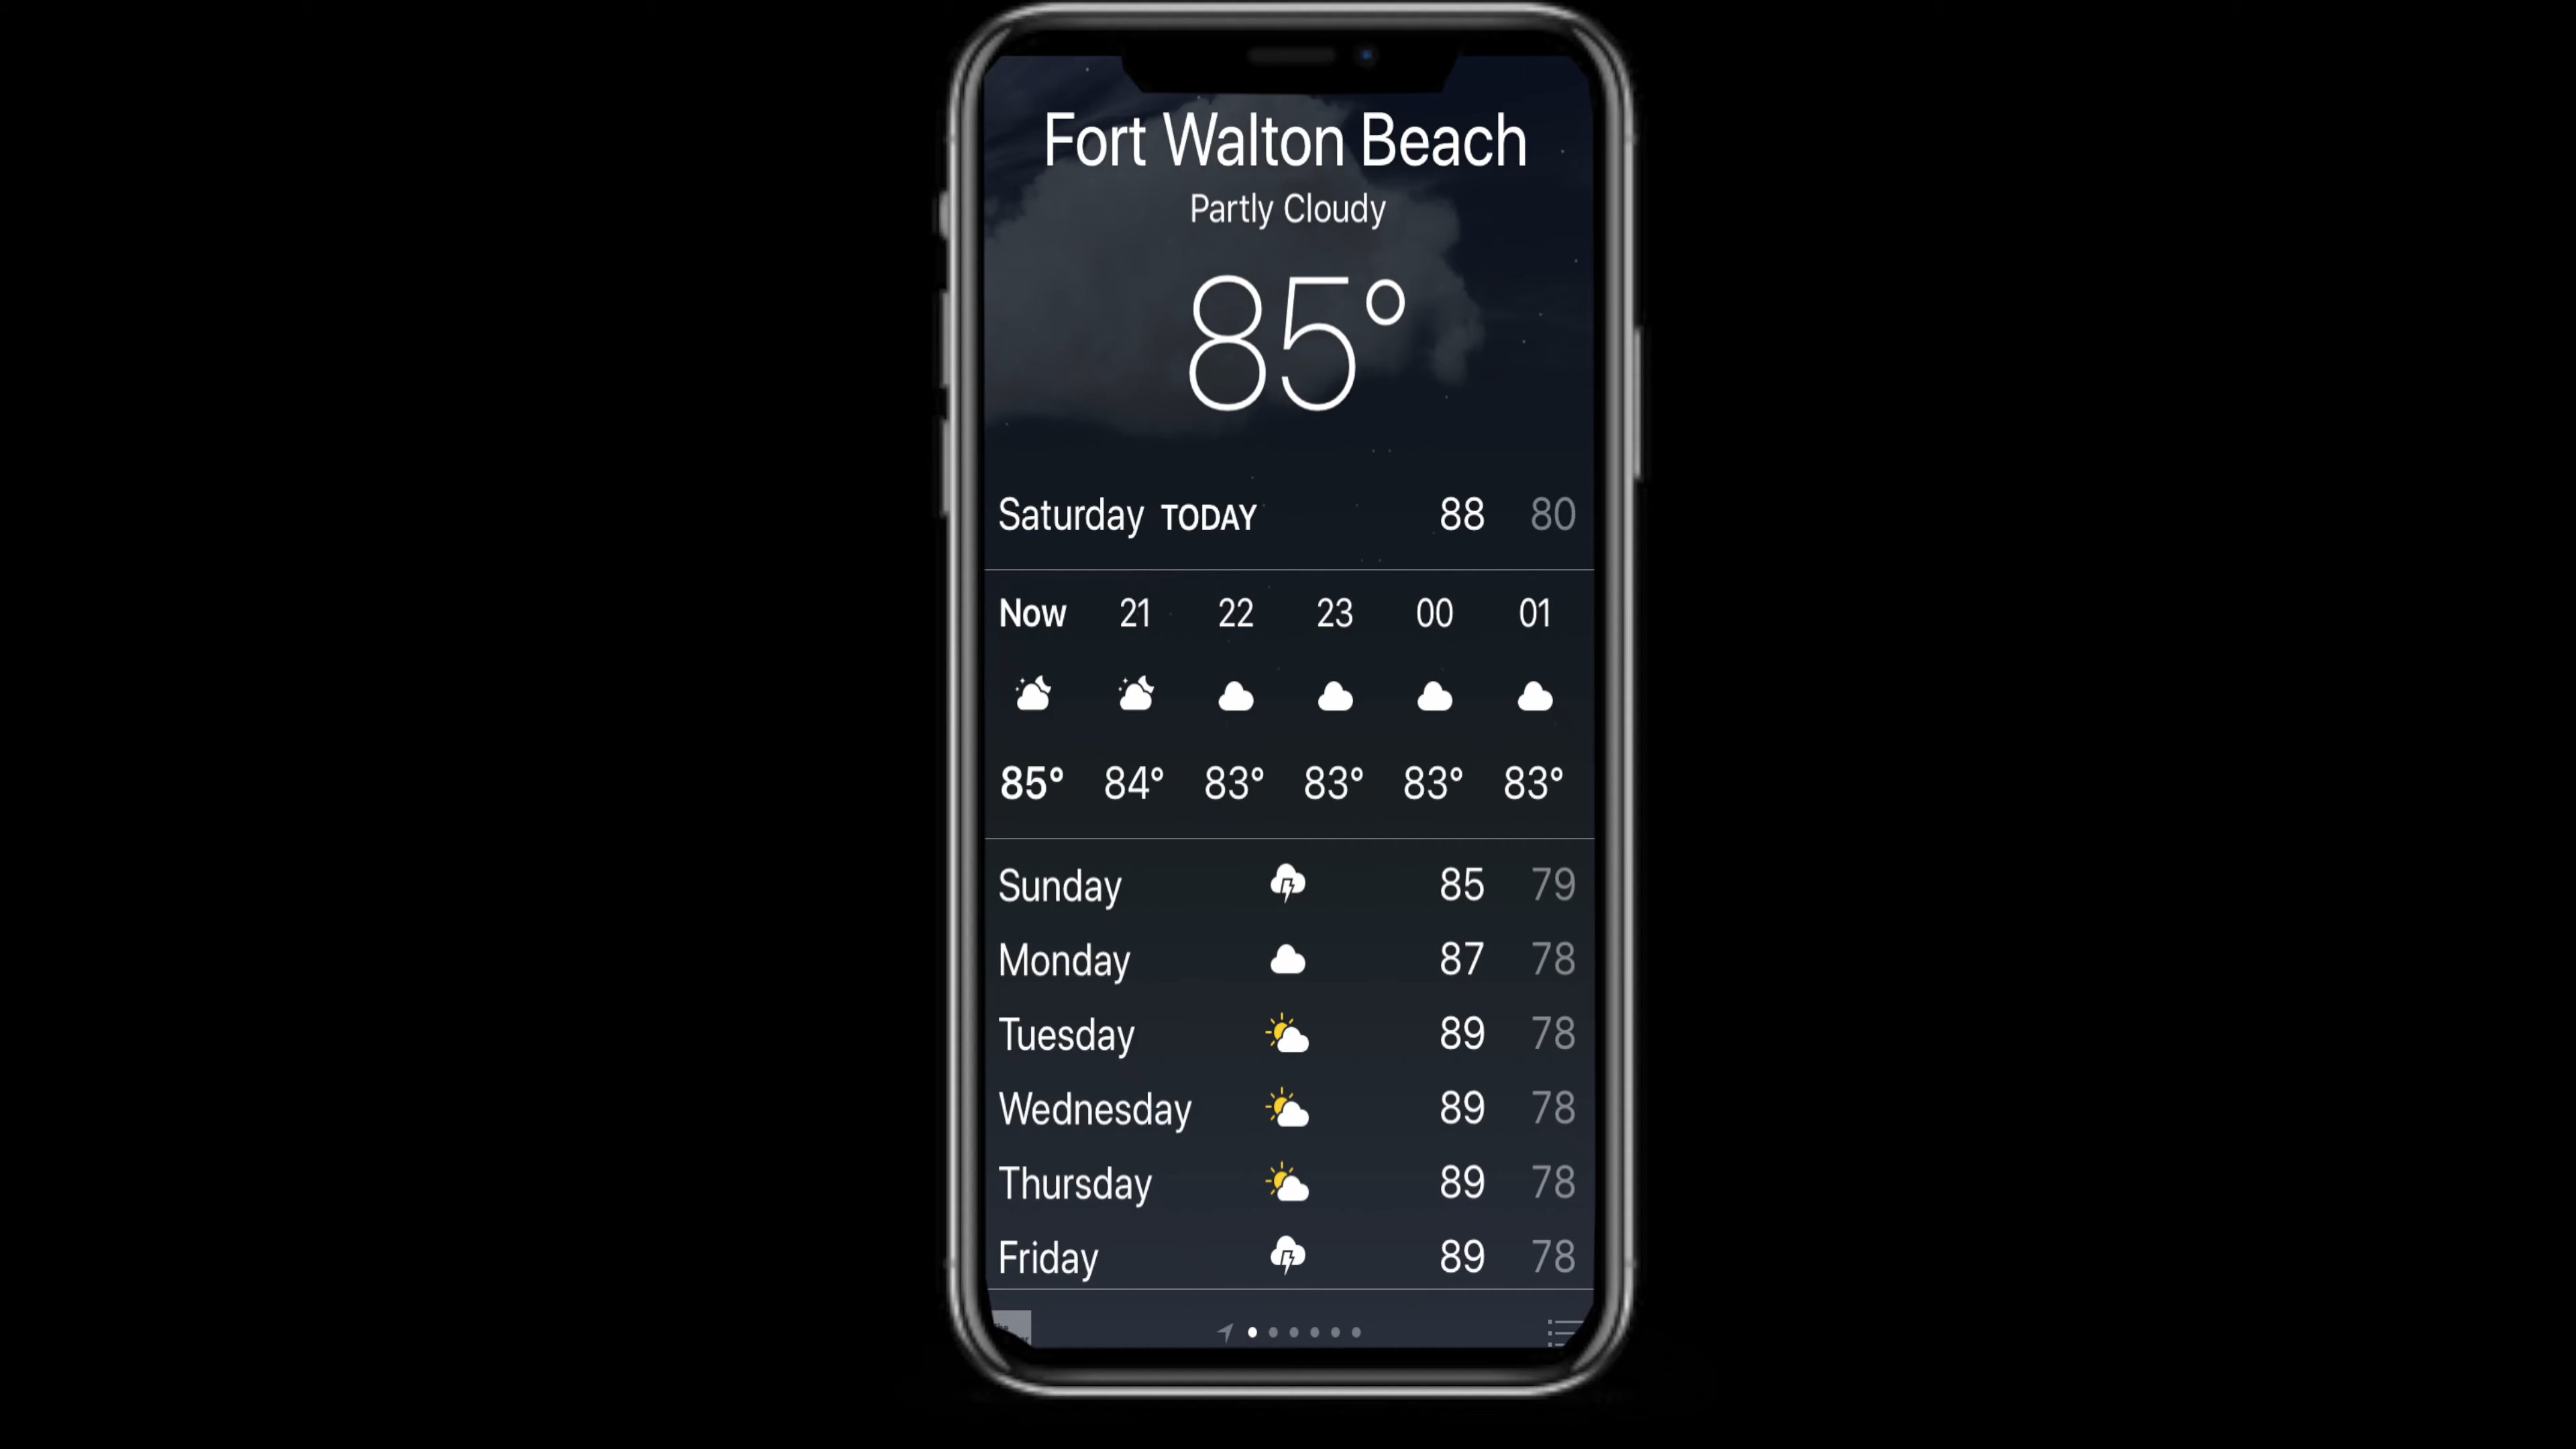 Fort Walton Beach
Partly Cloudy
85°
Saturday TODAY 88 80
Now 21 22 23 00 01
85° 84° 83° 83° 83° 83°
Sunday 85 79
Monday 87 78
Tuesday 89 78
Wednesday 89 78
Thursday 89 78
Friday 89 78